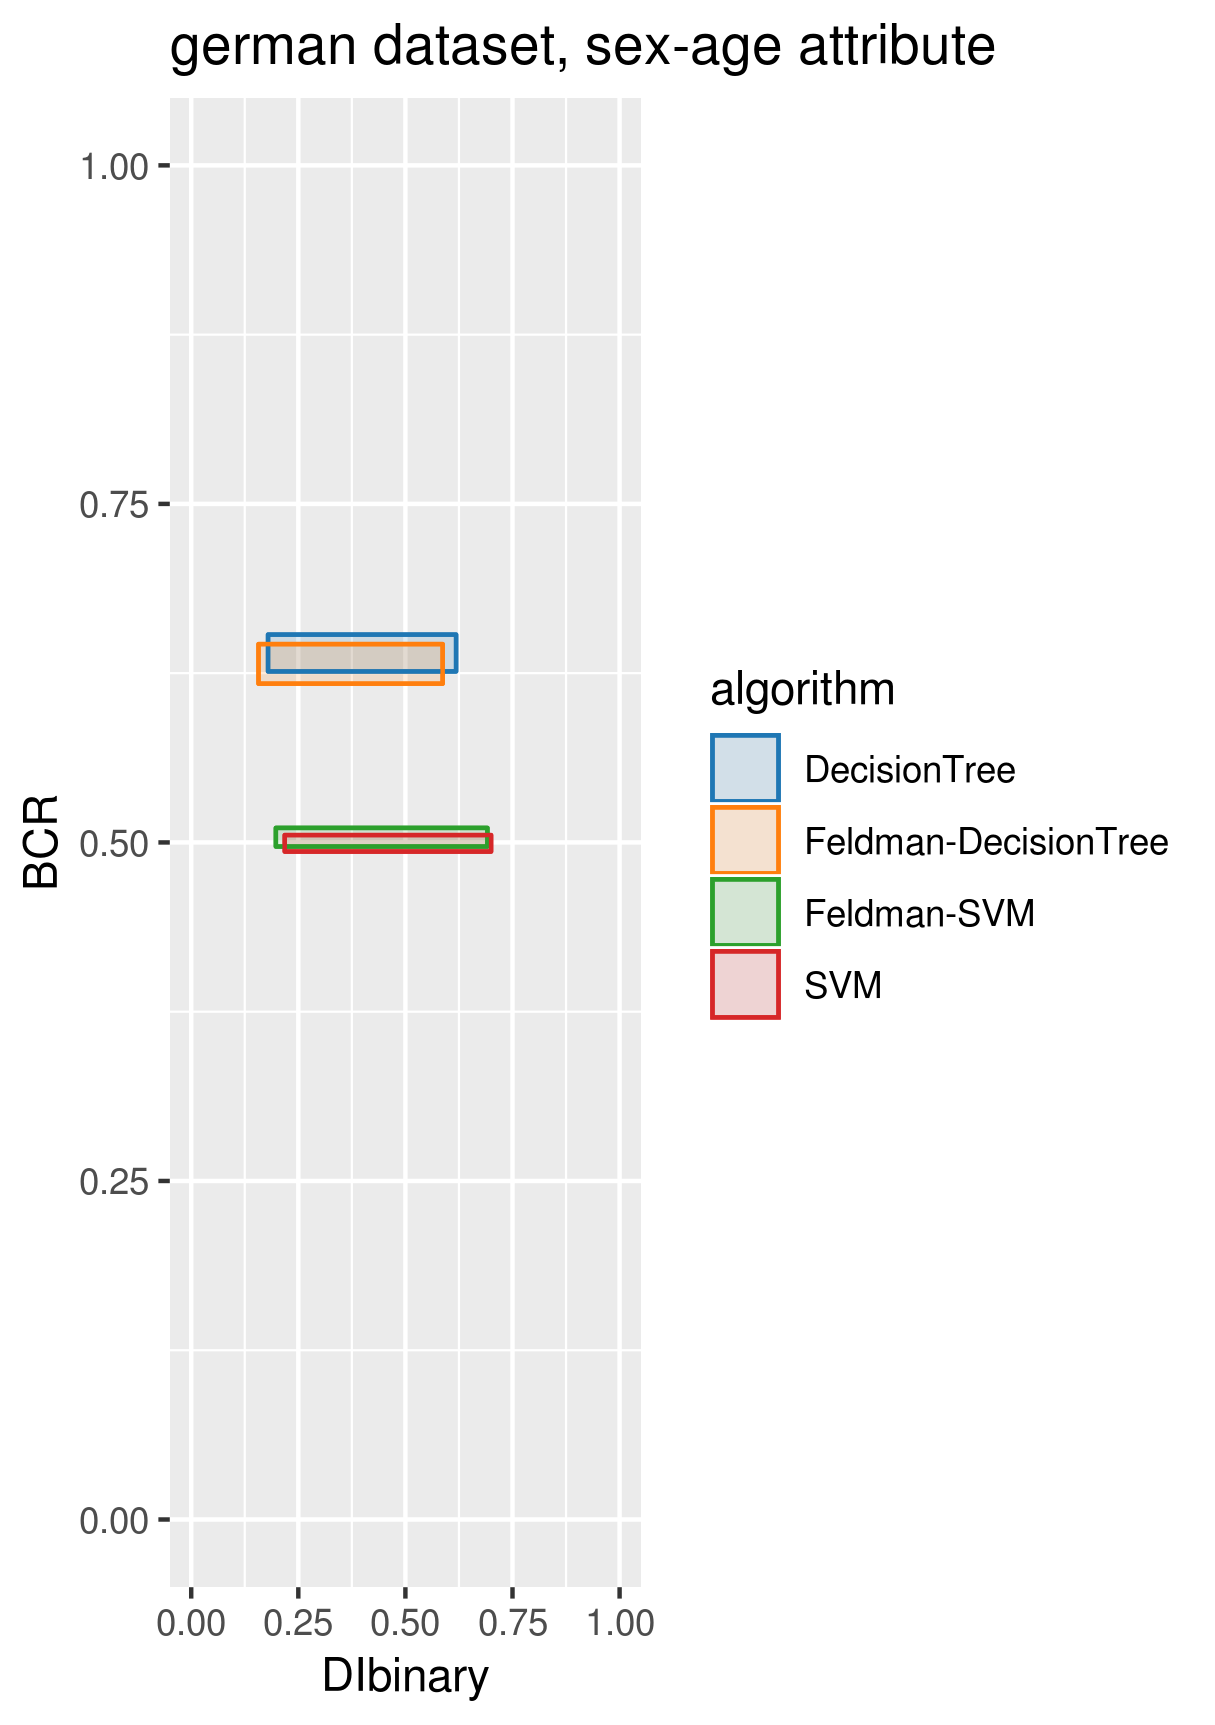 german dataset, sex-age attribute
1.00
0.75
0.50
0.25
0.00
BCR
0.00 0.25 0.50 0.75 1.00
DIbinary
algorithm
DecisionTree
Feldman-DecisionTree
Feldman-SVM
SVM